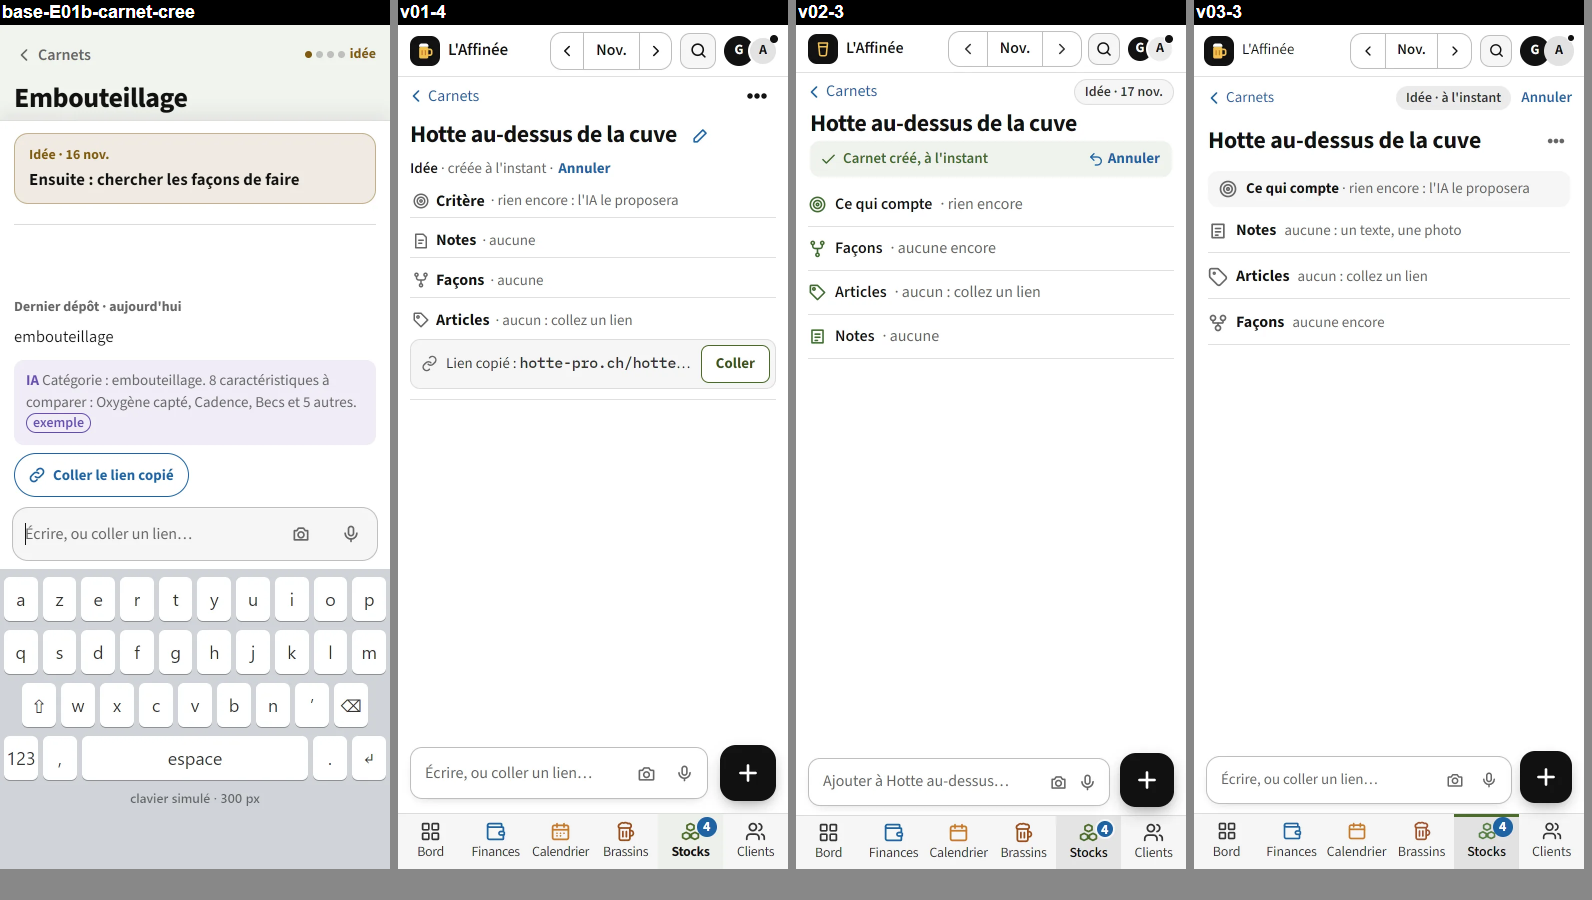 base-E01b-carnet-cree
Carnets
idée
Embouteillage
Idée · 16 nov.
Ensuite : chercher les façons de faire
Dernier dépôt · aujourd'hui
embouteillage
IA Catégorie : embouteillage. 8 caractéristiques à
comparer : Oxygène capté, Cadence, Becs et 5 autres.
exemple
Coller le lien copié
Écrire, ou coller un lien…
a z e r t y u i o p
q s d f g h j k l m
⇧ w x c v b n ’ ⌫
123 , espace . ↵
clavier simulé · 300 px
v01-4
L'Affinée
Nov.
G A
Carnets
•••
Hotte au-dessus de la cuve
Idée · créée à l'instant · Annuler
Critère · rien encore : l'IA le proposera
Notes · aucune
Façons · aucune
Articles · aucun : collez un lien
Lien copié : hotte-pro.ch/hotte… Coller
Écrire, ou coller un lien…
4
Bord Finances Calendrier Brassins Stocks Clients
v02-3
L'Affinée
Nov.
G A
Carnets
Idée · 17 nov.
Hotte au-dessus de la cuve
Carnet créé, à l'instant Annuler
Ce qui compte · rien encore
Façons · aucune encore
Articles · aucun : collez un lien
Notes · aucune
Ajouter à Hotte au-dessus…
4
Bord Finances Calendrier Brassins Stocks Clients
v03-3
L'Affinée
Nov.
G A
Carnets
Idée · à l'instant
Annuler
Hotte au-dessus de la cuve
•••
Ce qui compte · rien encore : l'IA le proposera
Notes aucune : un texte, une photo
Articles aucun : collez un lien
Façons aucune encore
Écrire, ou coller un lien…
4
Bord Finances Calendrier Brassins Stocks Clients